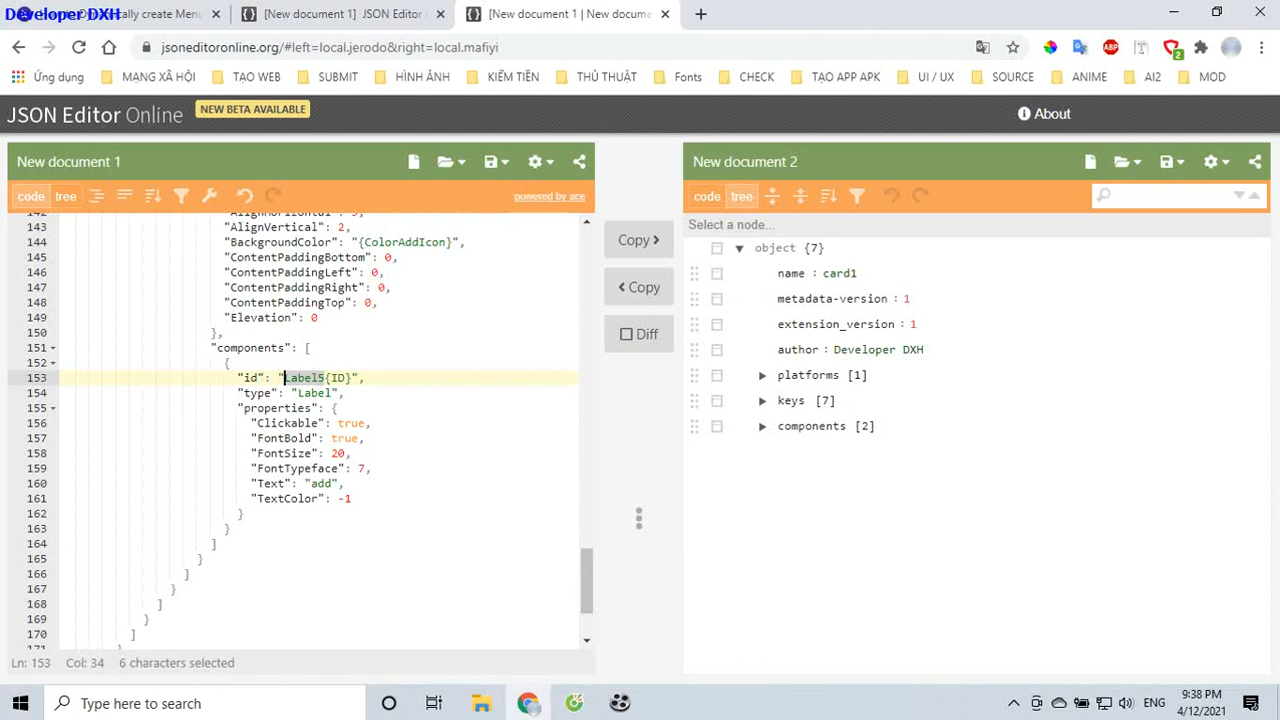 Developer DXH
Dynamically create Menu
[New document 1] JSON Editor
[New document 1 | New docume
jsoneditoronline.org/#left=local.jerodo&right=local.mafiyi
2
Ứng dụng
MẠNG XÃ HỘI
TẠO WEB
SUBMIT
HÌNH ẢNH
KIẾM TIỀN
THỦ THUẬT
Fonts
CHECK
TẠO APP APK
UI / UX
SOURCE
ANIME
AI2
MOD
JSON Editor Online
NEW BETA AVAILABLE
About
New document 1
code tree
powered by ace
142 "AlignHorizontal": 3,
143 "AlignVertical": 2,
144 "BackgroundColor": "{ColorAddIcon}",
145 "ContentPaddingBottom": 0,
146 "ContentPaddingLeft": 0,
147 "ContentPaddingRight": 0,
148 "ContentPaddingTop": 0,
149 "Elevation": 0
150 },
151 "components": [
152 {
153 "id": "Label5{ID}",
154 "type": "Label",
155 "properties": {
156 "Clickable": true,
157 "FontBold": true,
158 "FontSize": 20,
159 "FontTypeface": 7,
160 "Text": "add",
161 "TextColor": -1
162 }
163 }
164 ]
165 }
166 ]
167 }
168 ]
169 }
170 ]
171 }
Ln: 153 Col: 34 6 characters selected
Copy >
< Copy
Diff
New document 2
code tree
Select a node...
object {7}
name : card1
metadata-version : 1
extension_version : 1
author : Developer DXH
platforms [1]
keys [7]
components [2]
Type here to search
ENG
9:38 PM
4/12/2021